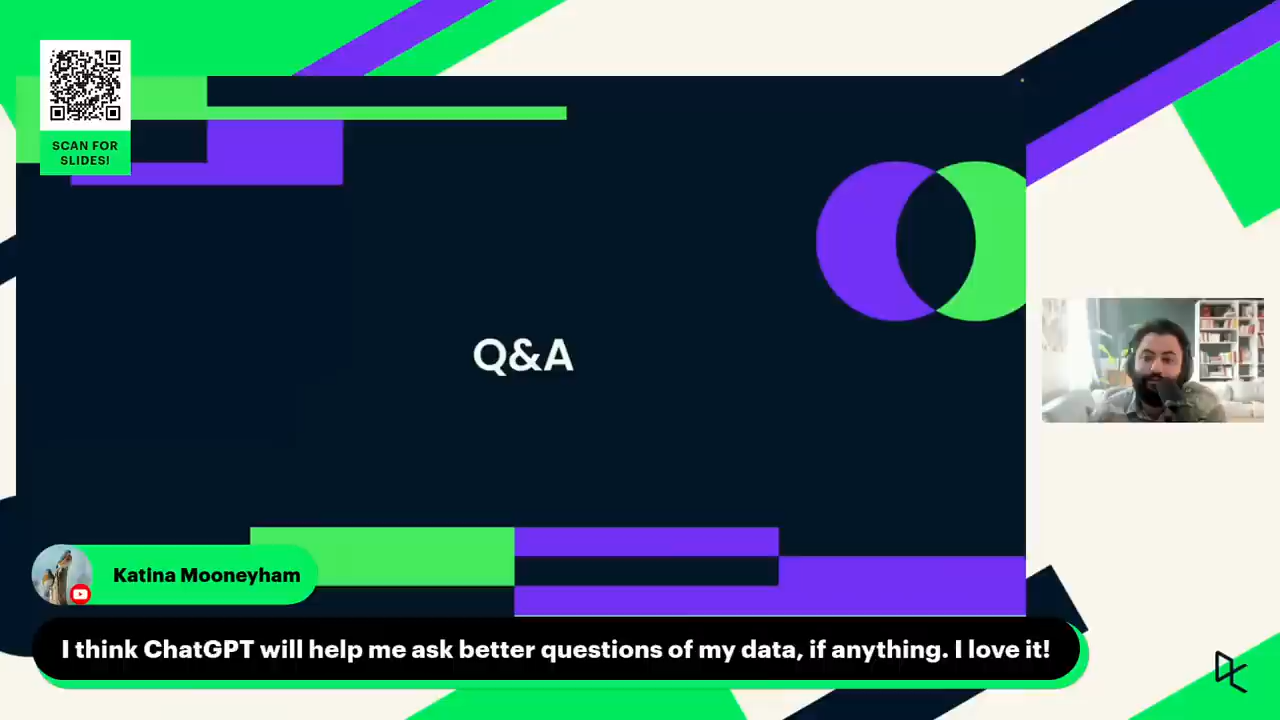 SCAN FOR
SLIDES!
Q&A
Katina Mooneyham
I think ChatGPT will help me ask better questions of my data, if anything. I love it!